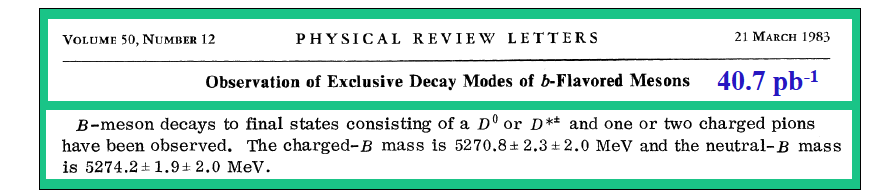 VOLUME 50, NUMBER 12 PHYSICAL REVIEW LETTERS 21 MARCH 1983
Observation of Exclusive Decay Modes of b-Flavored Mesons 40.7 pb⁻¹
B-meson decays to final states consisting of a D⁰ or D*± and one or two charged pions
have been observed. The charged-B mass is 5270.8 ± 2.3 ± 2.0 MeV and the neutral-B mass
is 5274.2 ± 1.9 ± 2.0 MeV.